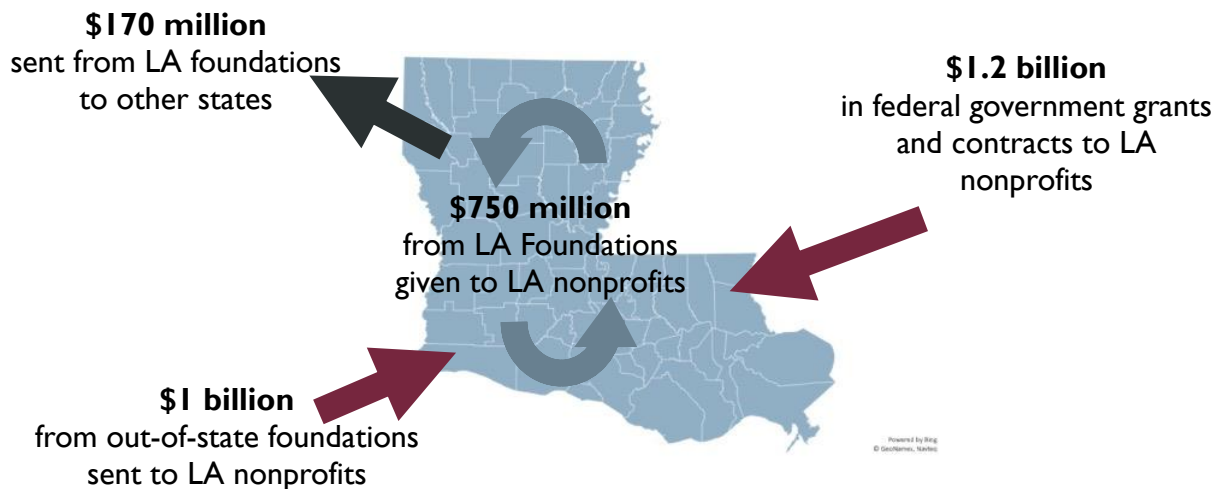 $170 million
sent from LA foundations
to other states
$1.2 billion
in federal government grants
and contracts to LA
nonprofits
$750 million
from LA Foundations
given to LA nonprofits
$1 billion
from out-of-state foundations
sent to LA nonprofits
Powered by Bing
© GeoNames, Navteq